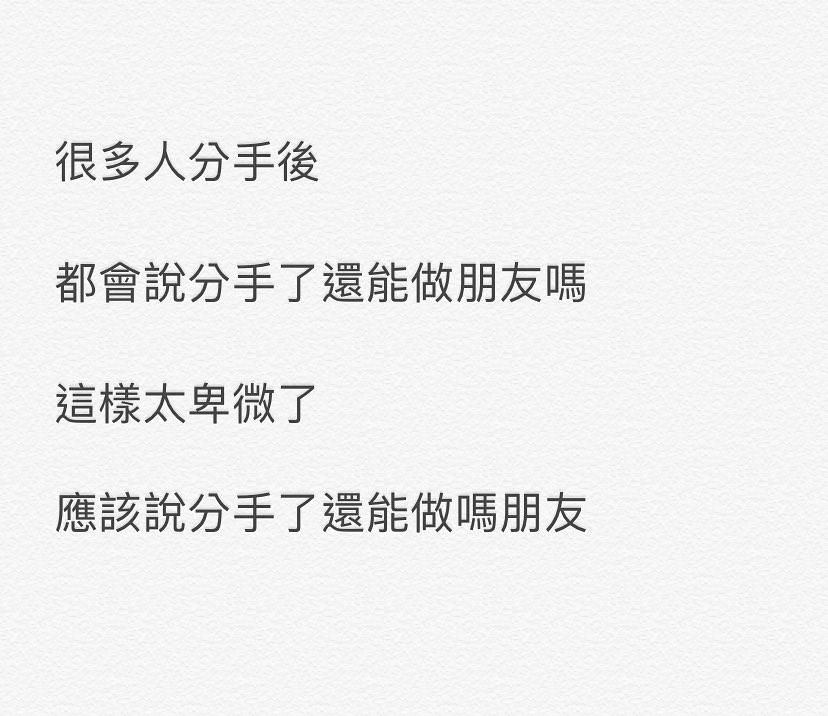 很多人分手後
都會說分手了還能做朋友嗎
這樣太卑微了
應該說分手了還能做嗎朋友